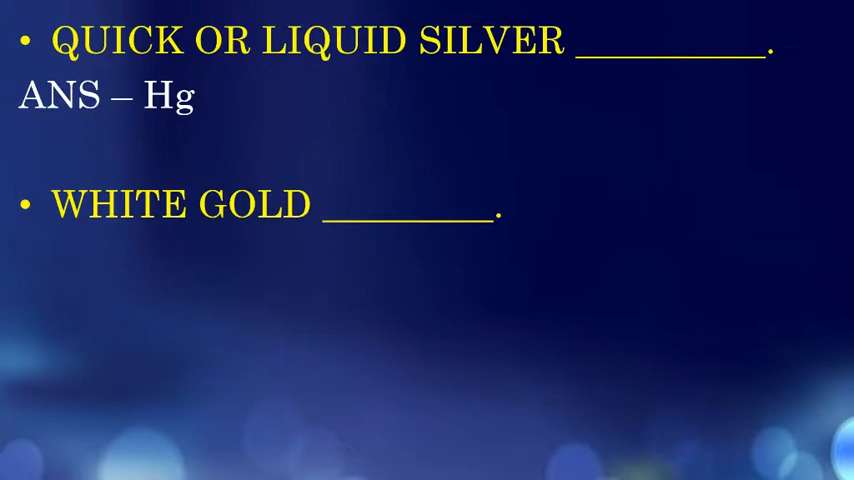 • QUICK OR LIQUID SILVER __________.
ANS – Hg
• WHITE GOLD _________.